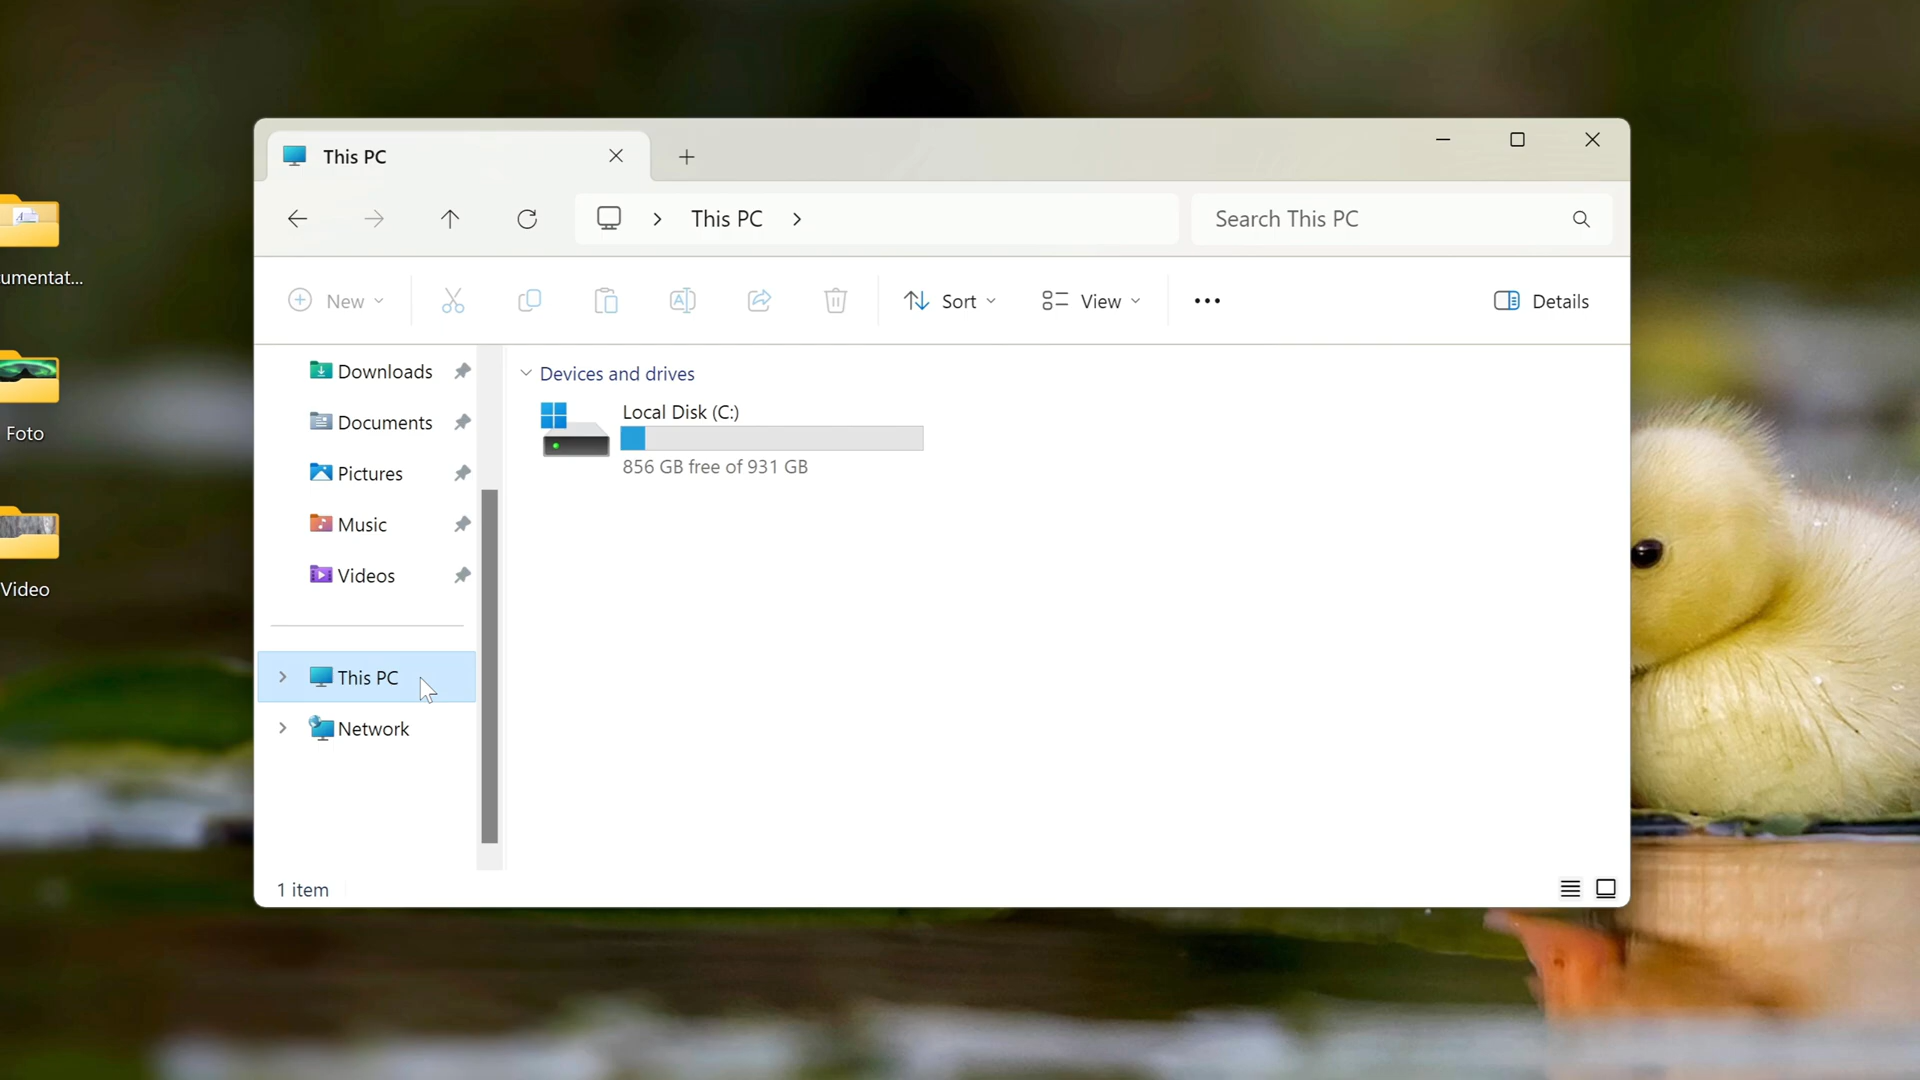 This PC
This PC
Search This PC
New
Sort
View
Details
umentat...
Foto
Video
Downloads
Documents
Pictures
Music
Videos
This PC
Network
Devices and drives
Local Disk (C:)
856 GB free of 931 GB
1 item